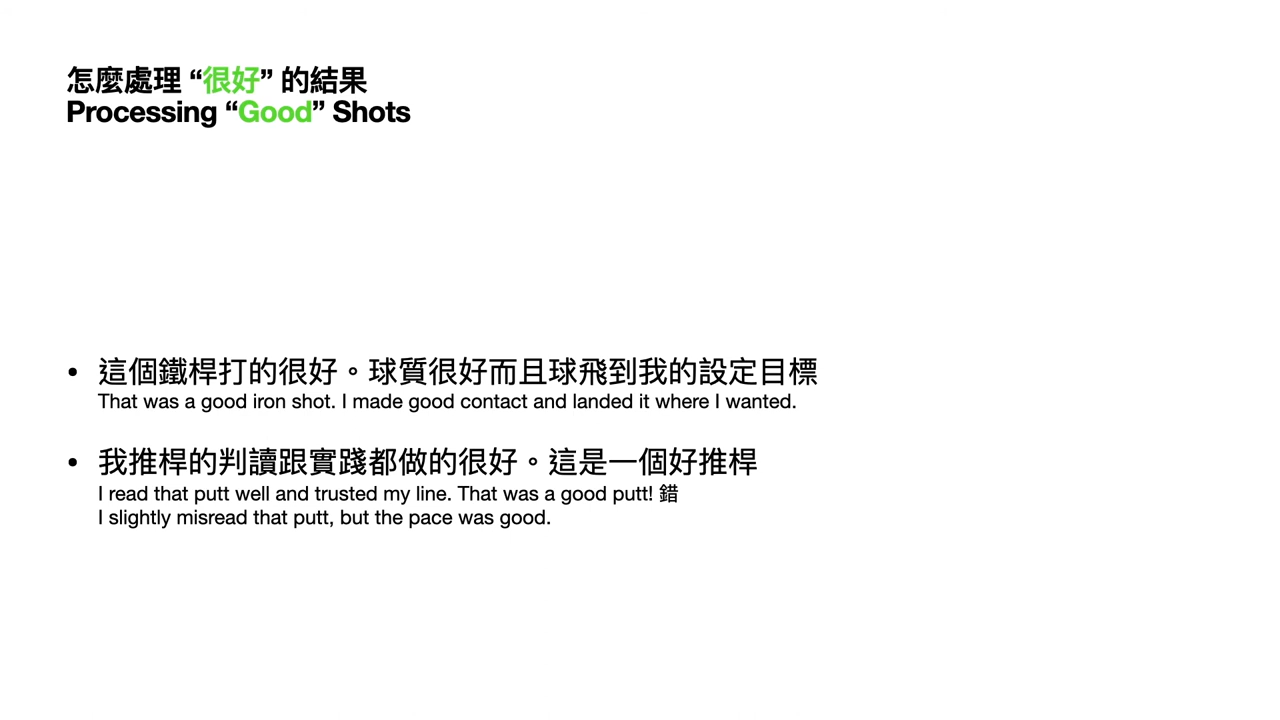 怎麼處理 “很好” 的結果
Processing “Good” Shots
• 這個鐵桿打的很好。球質很好而且球飛到我的設定目標
That was a good iron shot. I made good contact and landed it where I wanted.
• 我推桿的判讀跟實踐都做的很好。這是一個好推桿
I read that putt well and trusted my line. That was a good putt! 錯
I slightly misread that putt, but the pace was good.